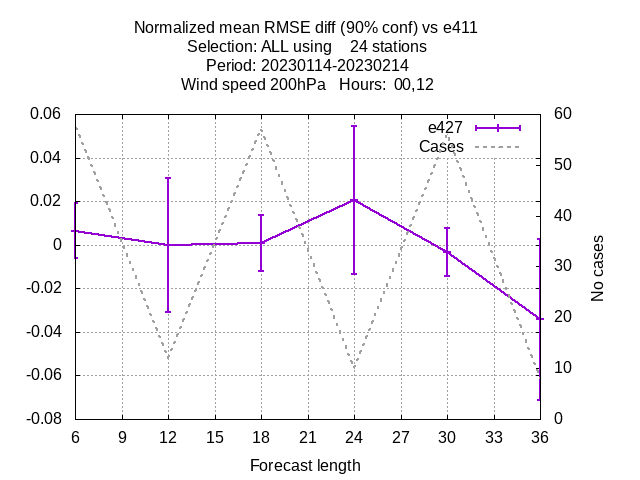 Normalized mean RMSE diff (90% conf) vs e411
Selection: ALL using    24 stations
Period: 20230114-20230214
Wind speed 200hPa   Hours:  00,12
e427
Cases
0.06
0.04
0.02
0
-0.02
-0.04
-0.06
-0.08
60
50
40
30
20
10
0
No cases
6 9 12 15 18 21 24 27 30 33 36
Forecast length